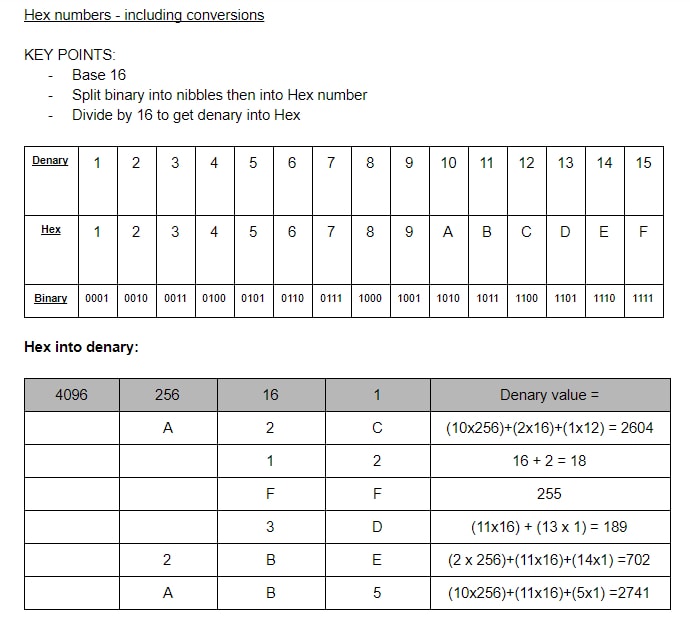 Hex numbers - including conversions
KEY POINTS:
- Base 16
- Split binary into nibbles then into Hex number
- Divide by 16 to get denary into Hex
Denary 1 2 3 4 5 6 7 8 9 10 11 12 13 14 15
Hex 1 2 3 4 5 6 7 8 9 A B C D E F
Binary 0001 0010 0011 0100 0101 0110 0111 1000 1001 1010 1011 1100 1101 1110 1111
Hex into denary:
4096 256 16 1 Denary value =
A 2 C (10x256)+(2x16)+(1x12) = 2604
1 2 16 + 2 = 18
F F 255
3 D (11x16) + (13 x 1) = 189
2 B E (2 x 256)+(11x16)+(14x1) =702
A B 5 (10x256)+(11x16)+(5x1) =2741